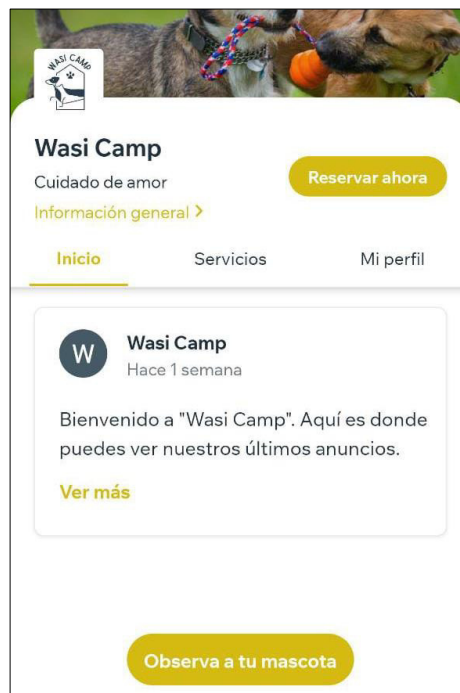 WASI CAMP
Wasi Camp
Cuidado de amor
Reservar ahora
Información general >
Inicio
Servicios
Mi perfil
W
Wasi Camp
Hace 1 semana
Bienvenido a "Wasi Camp". Aquí es donde
puedes ver nuestros últimos anuncios.
Ver más
Observa a tu mascota